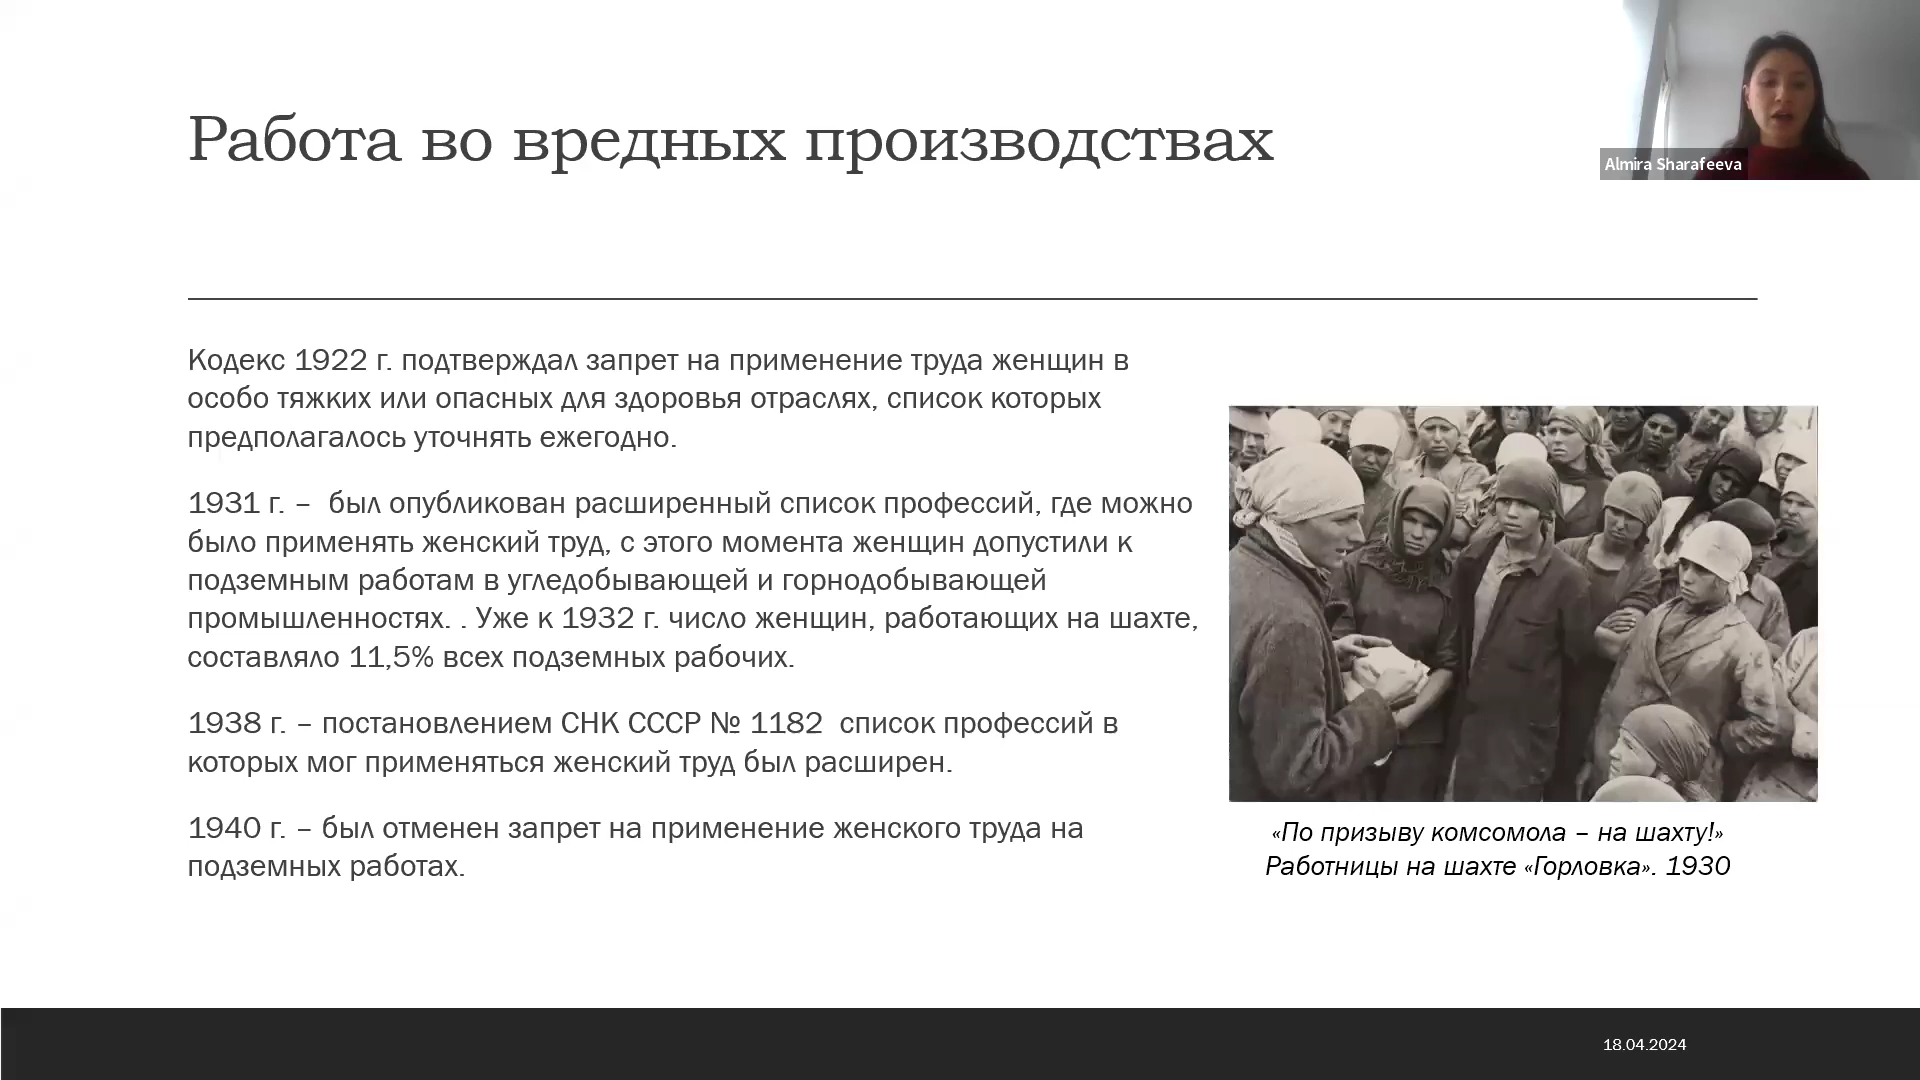 Работа во вредных производствах
Almira Sharafeeva
Кодекс 1922 г. подтверждал запрет на применение труда женщин в
особо тяжких или опасных для здоровья отраслях, список которых
предполагалось уточнять ежегодно.
1931 г. –  был опубликован расширенный список профессий, где можно
было применять женский труд, с этого момента женщин допустили к
подземным работам в угледобывающей и горнодобывающей
промышленностях. . Уже к 1932 г. число женщин, работающих на шахте,
составляло 11,5% всех подземных рабочих.
1938 г. – постановлением СНК СССР № 1182  список профессий в
которых мог применяться женский труд был расширен.
1940 г. – был отменен запрет на применение женского труда на
подземных работах.
«По призыву комсомола – на шахту!»
Работницы на шахте «Горловка». 1930
18.04.2024